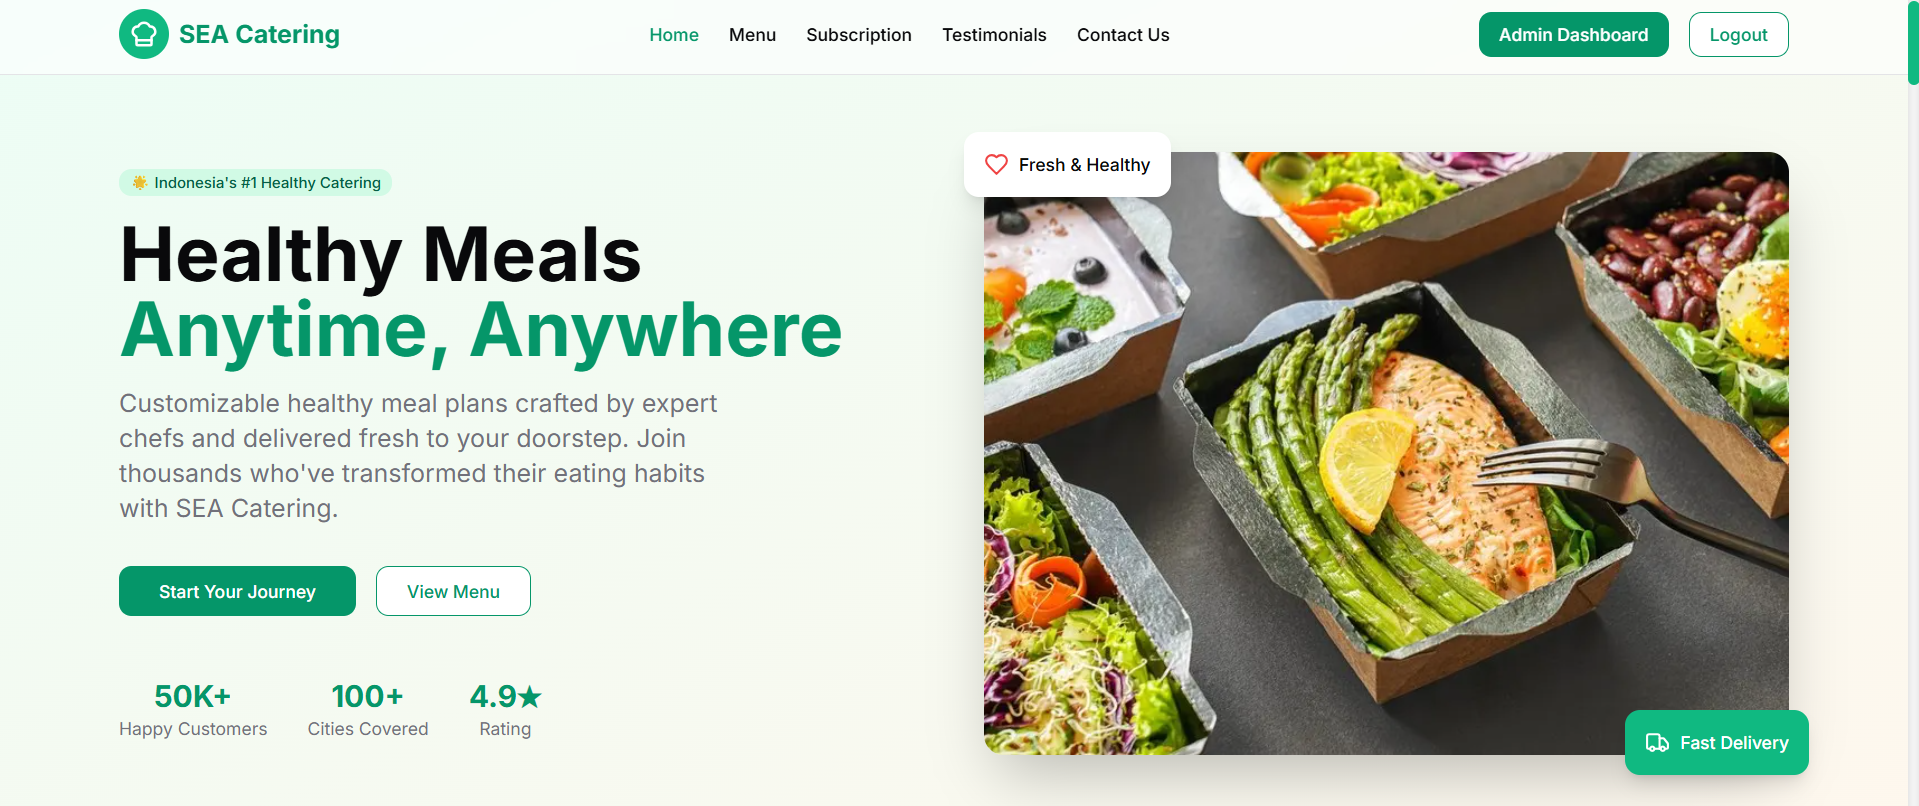 SEA Catering
Home
Menu
Subscription
Testimonials
Contact Us
Admin Dashboard
Logout
Indonesia's #1 Healthy Catering
Healthy Meals
Anytime, Anywhere
Customizable healthy meal plans crafted by expert
chefs and delivered fresh to your doorstep. Join
thousands who've transformed their eating habits
with SEA Catering.
Start Your Journey
View Menu
50K+
Happy Customers
100+
Cities Covered
4.9★
Rating
Fresh & Healthy
Fast Delivery